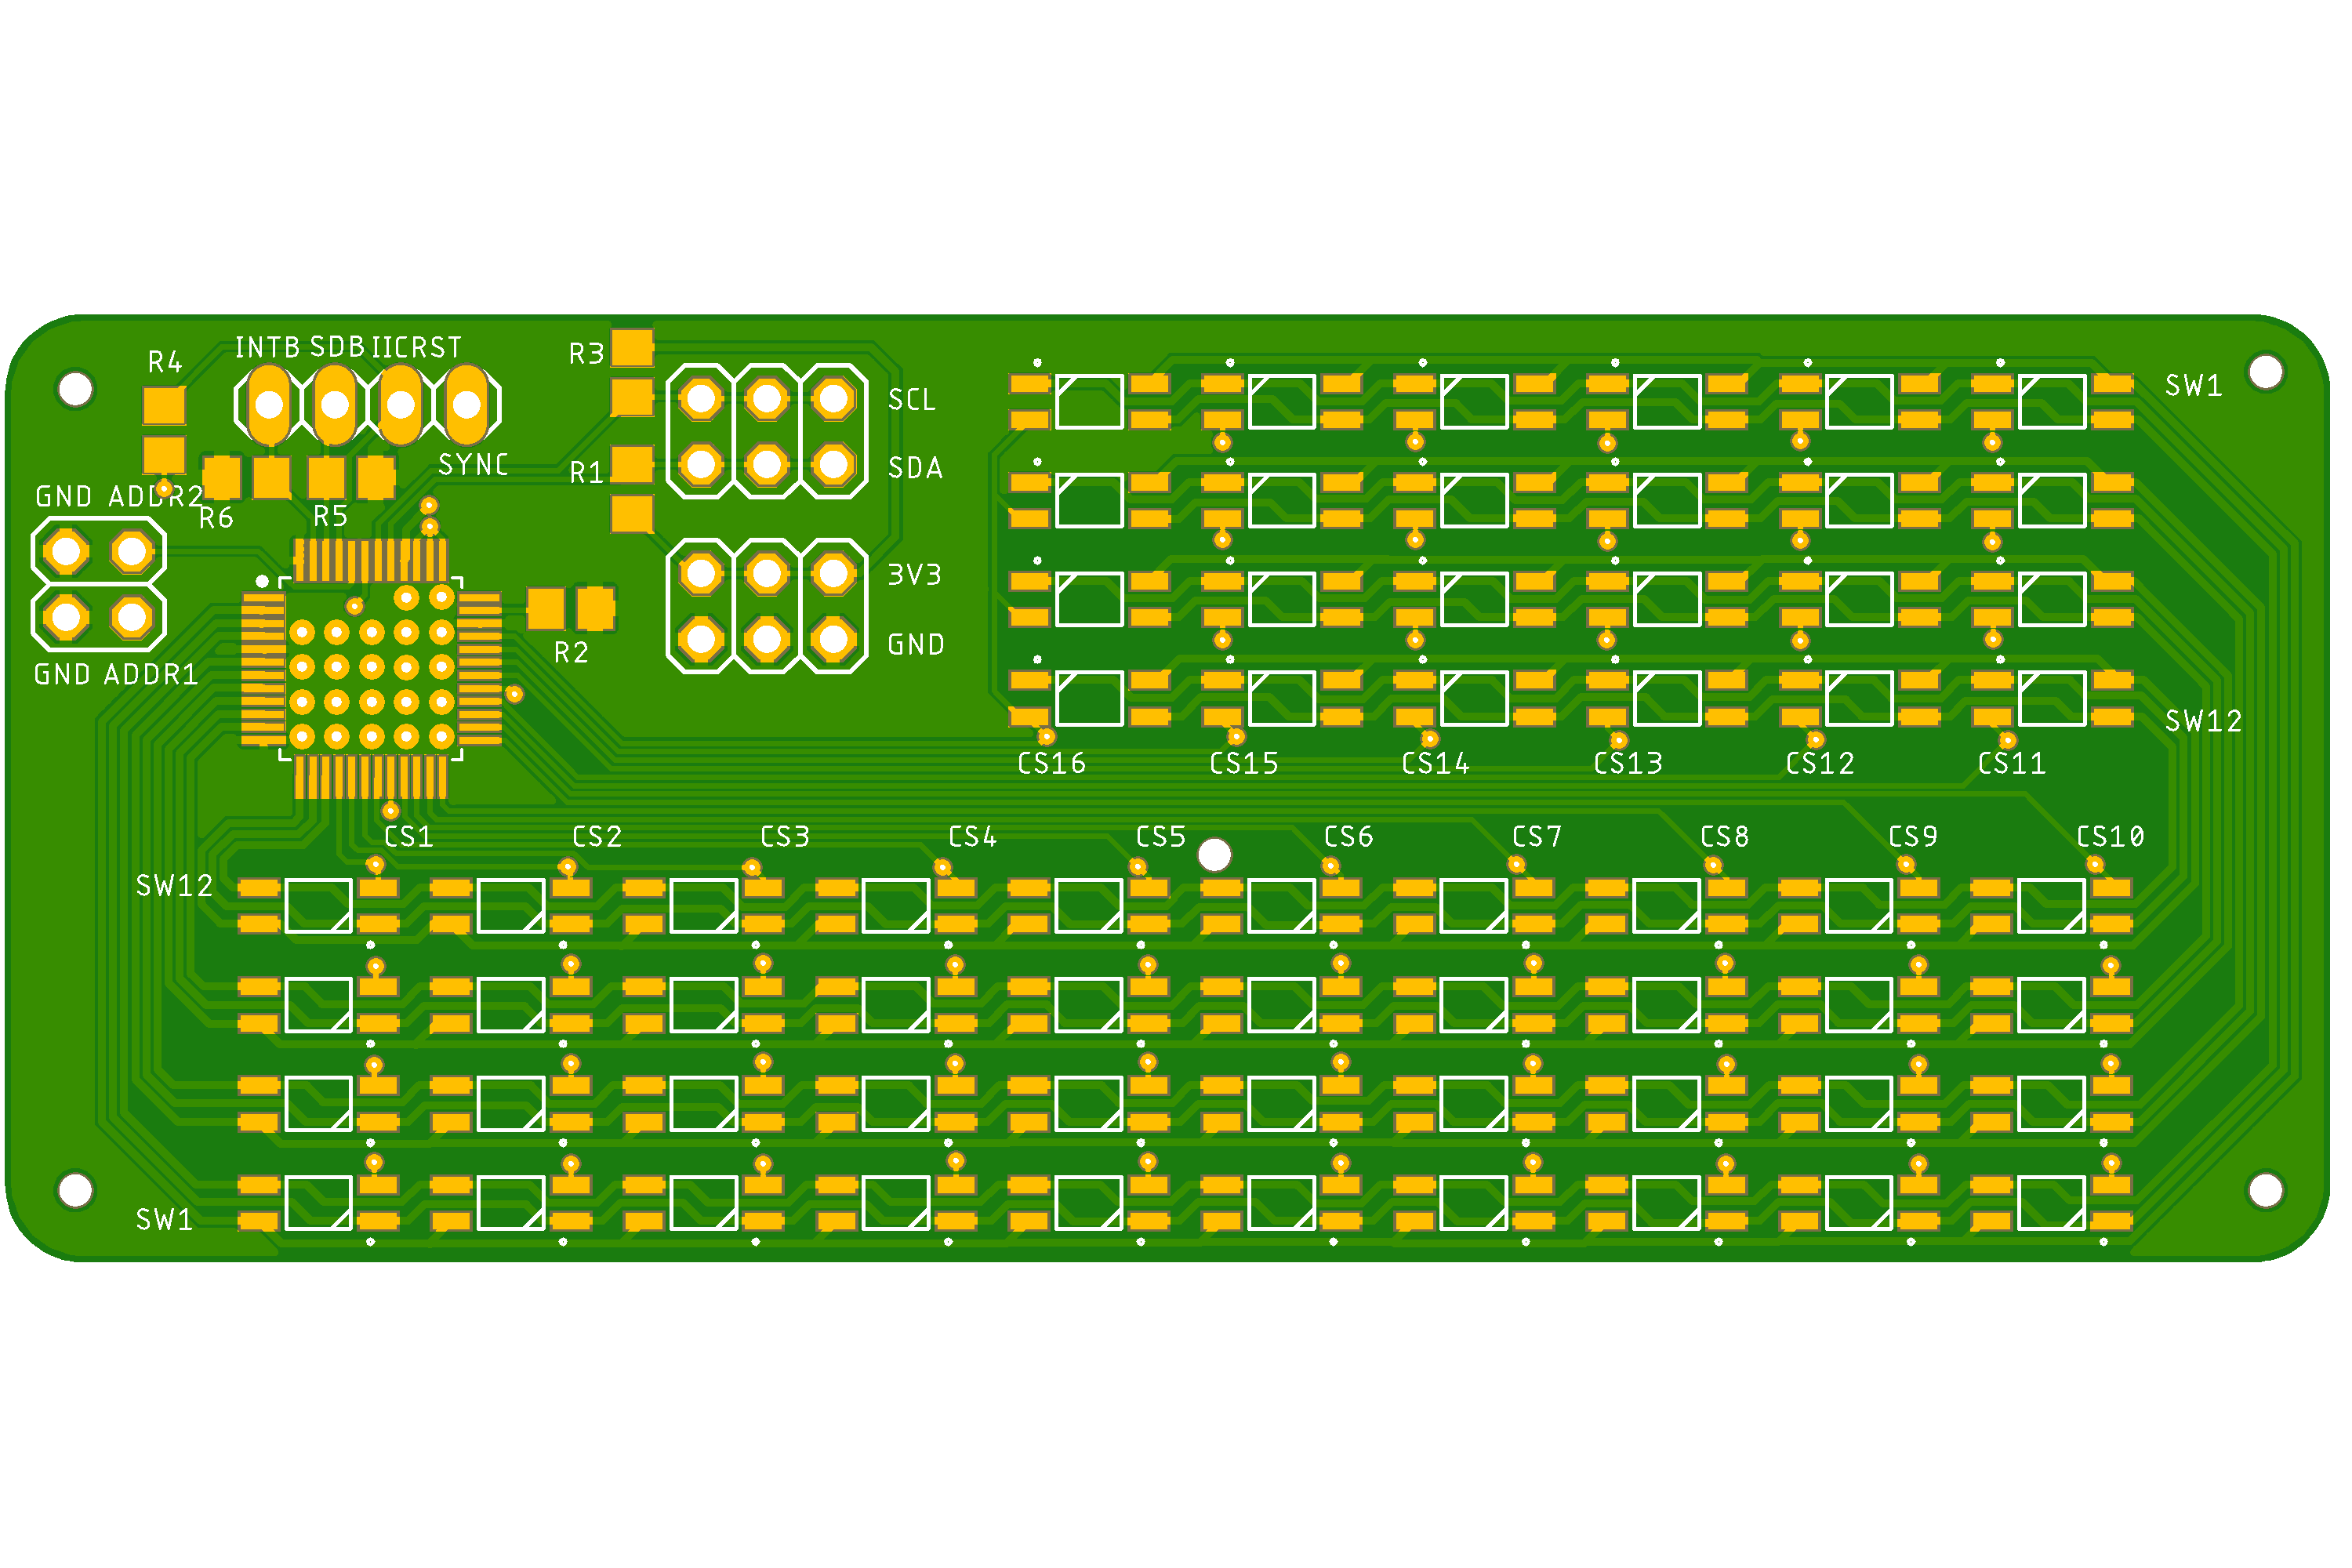 INTB SDB IICRST
R4
R3
SCL
SW1
SYNC
R1
SDA
GND ADDR2
R6
R5
3V3
R2
GND
GND ADDR1
SW12
CS16 CS15 CS14 CS13 CS12 CS11
CS1 CS2 CS3 CS4 CS5 CS6 CS7 CS8 CS9 CS10
SW12
SW1